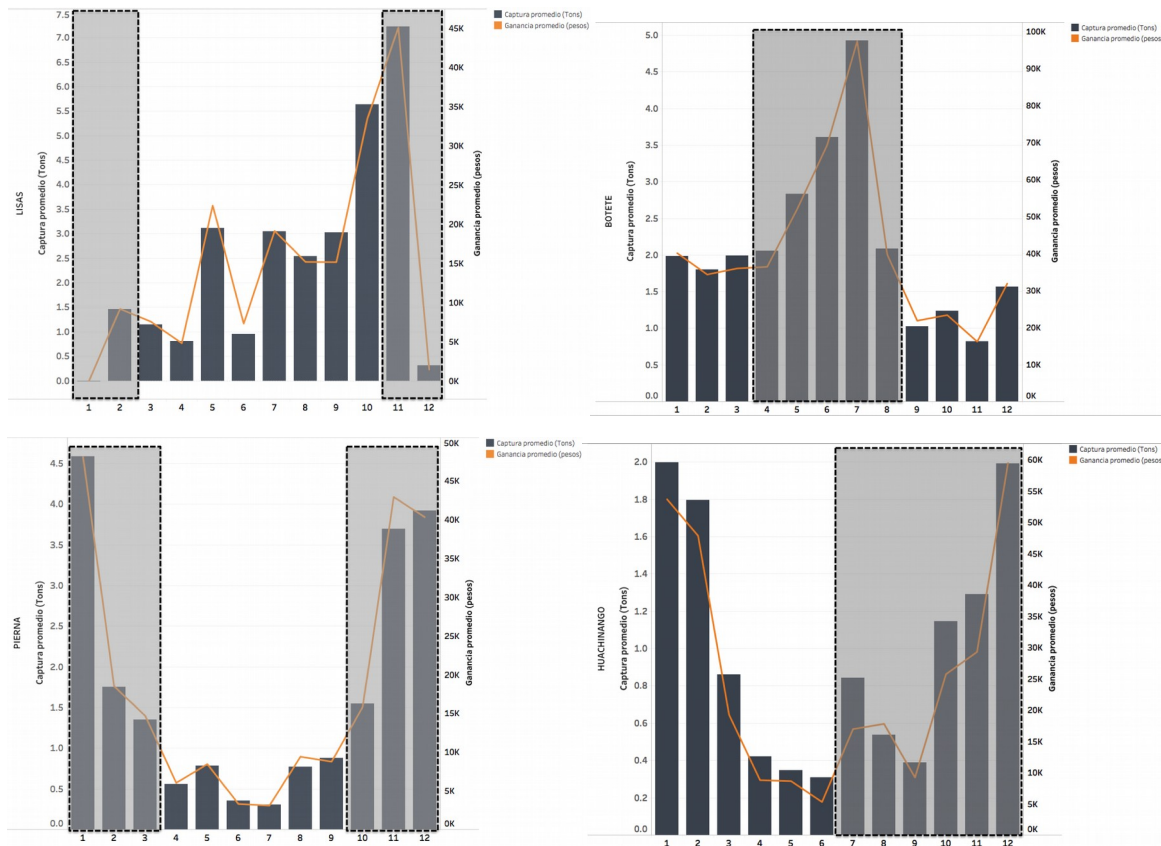 7.5
7.0
6.5
6.0
5.5
5.0
4.5
4.0
3.5
3.0
2.5
2.0
1.5
1.0
0.5
0.0
LISAS
Captura promedio (Tons)
45K
40K
35K
30K
25K
20K
15K
10K
5K
0K
Ganancia promedio (pesos)
Captura promedio (Tons)
Ganancia promedio (pesos)
1 2 3 4 5 6 7 8 9 10 11 12
5.0
4.5
4.0
3.5
3.0
2.5
2.0
1.5
1.0
0.5
0.0
BOTETE
Captura promedio (Tons)
100K
90K
80K
70K
60K
50K
40K
30K
20K
10K
0K
Ganancia promedio (pesos)
Captura promedio (Tons)
Ganancia promedio (pesos)
1 2 3 4 5 6 7 8 9 10 11 12
4.5
4.0
3.5
3.0
2.5
2.0
1.5
1.0
0.5
0.0
PIERNA
Captura promedio (Tons)
50K
45K
40K
35K
30K
25K
20K
15K
10K
5K
0K
Ganancia promedio (pesos)
Captura promedio (Tons)
Ganancia promedio (pesos)
1 2 3 4 5 6 7 8 9 10 11 12
2.0
1.8
1.6
1.4
1.2
1.0
0.8
0.6
0.4
0.2
0.0
HUACHINANGO
Captura promedio (Tons)
60K
55K
50K
45K
40K
35K
30K
25K
20K
15K
10K
5K
0K
Ganancia promedio (pesos)
Captura promedio (Tons)
Ganancia promedio (pesos)
1 2 3 4 5 6 7 8 9 10 11 12